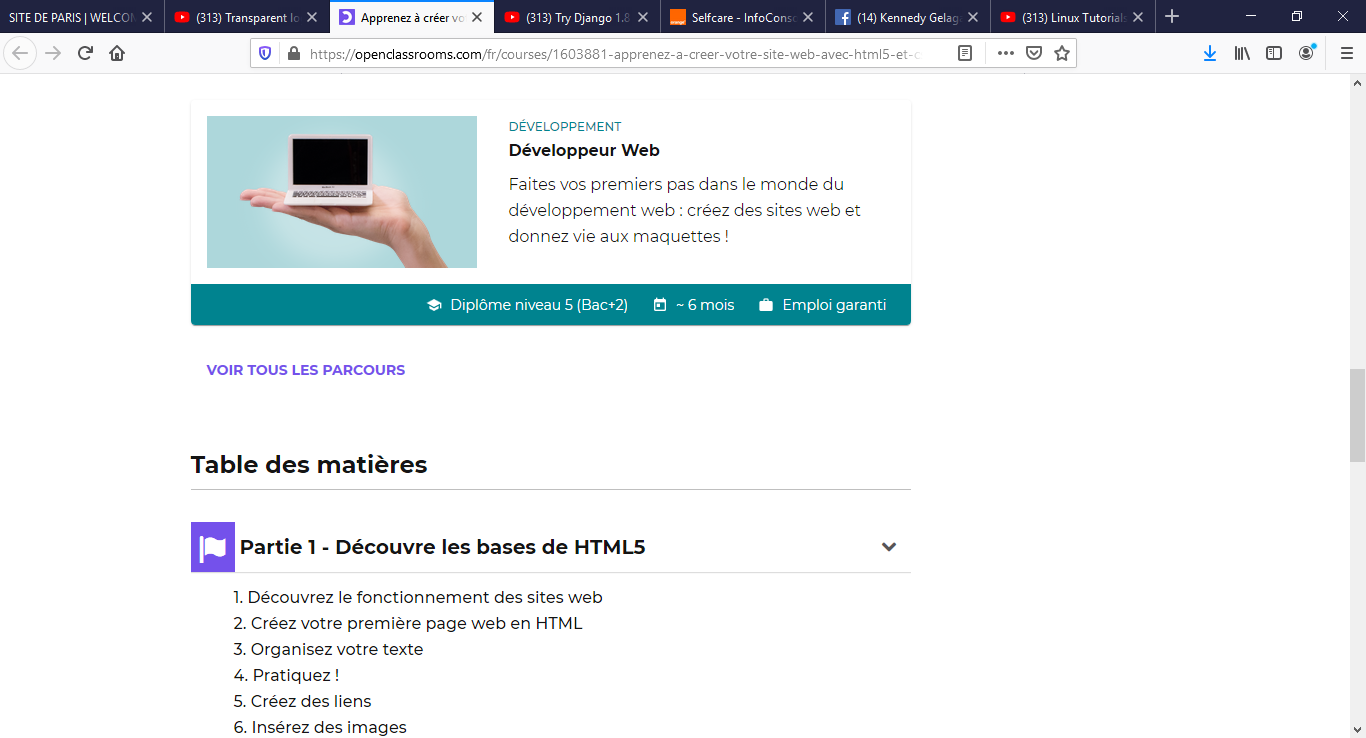 SITE DE PARIS | WELCOM
(313) Transparent lo
Apprenez à créer vo
(313) Try Django 1.8
Selfcare - InfoConso
(14) Kennedy Gelag
(313) Linux Tutorials
https://openclassrooms.com/fr/courses/1603881-apprenez-a-creer-votre-site-web-avec-html5-et-c
DÉVELOPPEMENT
Développeur Web
Faites vos premiers pas dans le monde du
développement web : créez des sites web et
donnez vie aux maquettes !
Diplôme niveau 5 (Bac+2)
~ 6 mois
Emploi garanti
VOIR TOUS LES PARCOURS
Table des matières
Partie 1 - Découvre les bases de HTML5
1. Découvrez le fonctionnement des sites web
2. Créez votre première page web en HTML
3. Organisez votre texte
4. Pratiquez !
5. Créez des liens
6. Insérez des images